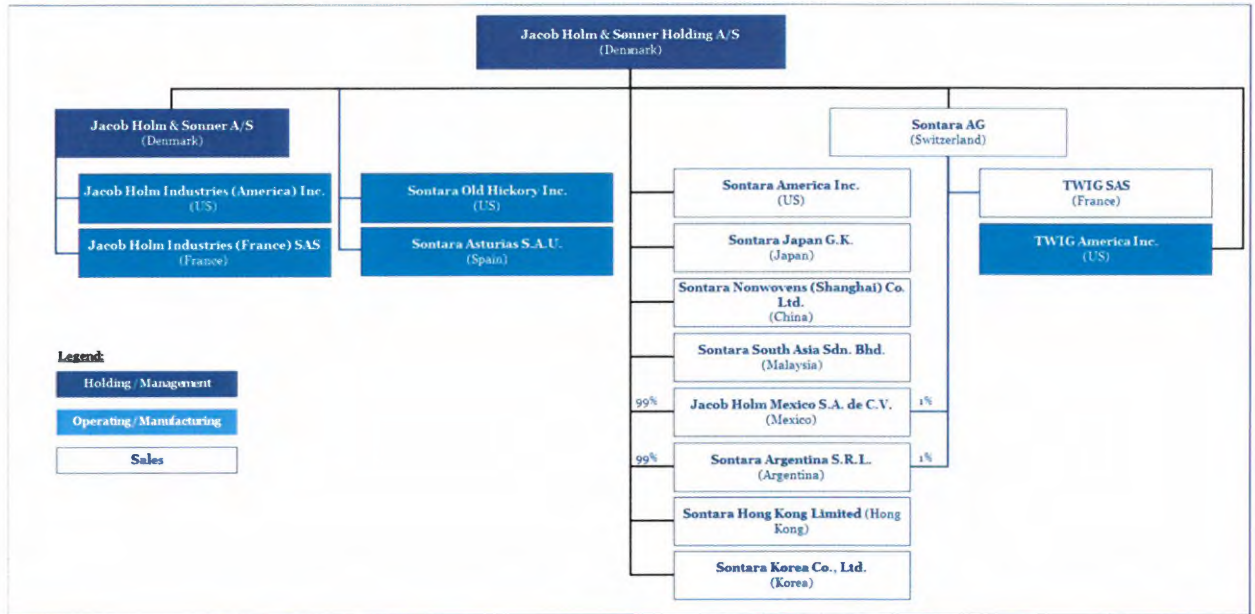 Jacob Holm & Sønner Holding A/S
(Denmark)
Jacob Holm & Sønner A/S
(Denmark)
Sontara AG
(Switzerland)
Jacob Holm Industries (America) Inc.
(US)
Sontara Old Hickory Inc.
(US)
Sontara America Inc.
(US)
TWIG SAS
(France)
Jacob Holm Industries (France) SAS
(France)
Sontara Asturias S.A.U.
(Spain)
Sontara Japan G.K.
(Japan)
TWIG America Inc.
(US)
Sontara Nonwovens (Shanghai) Co.
Ltd.
(China)
Sontara South Asia Sdn. Bhd.
(Malaysia)
99%
Jacob Holm Mexico S.A. de C.V.
(Mexico)
1%
99%
Sontara Argentina S.R.L.
(Argentina)
1%
Sontara Hong Kong Limited (Hong
Kong)
Sontara Korea Co., Ltd.
(Korea)
Legend:
Holding / Management
Operating / Manufacturing
Sales